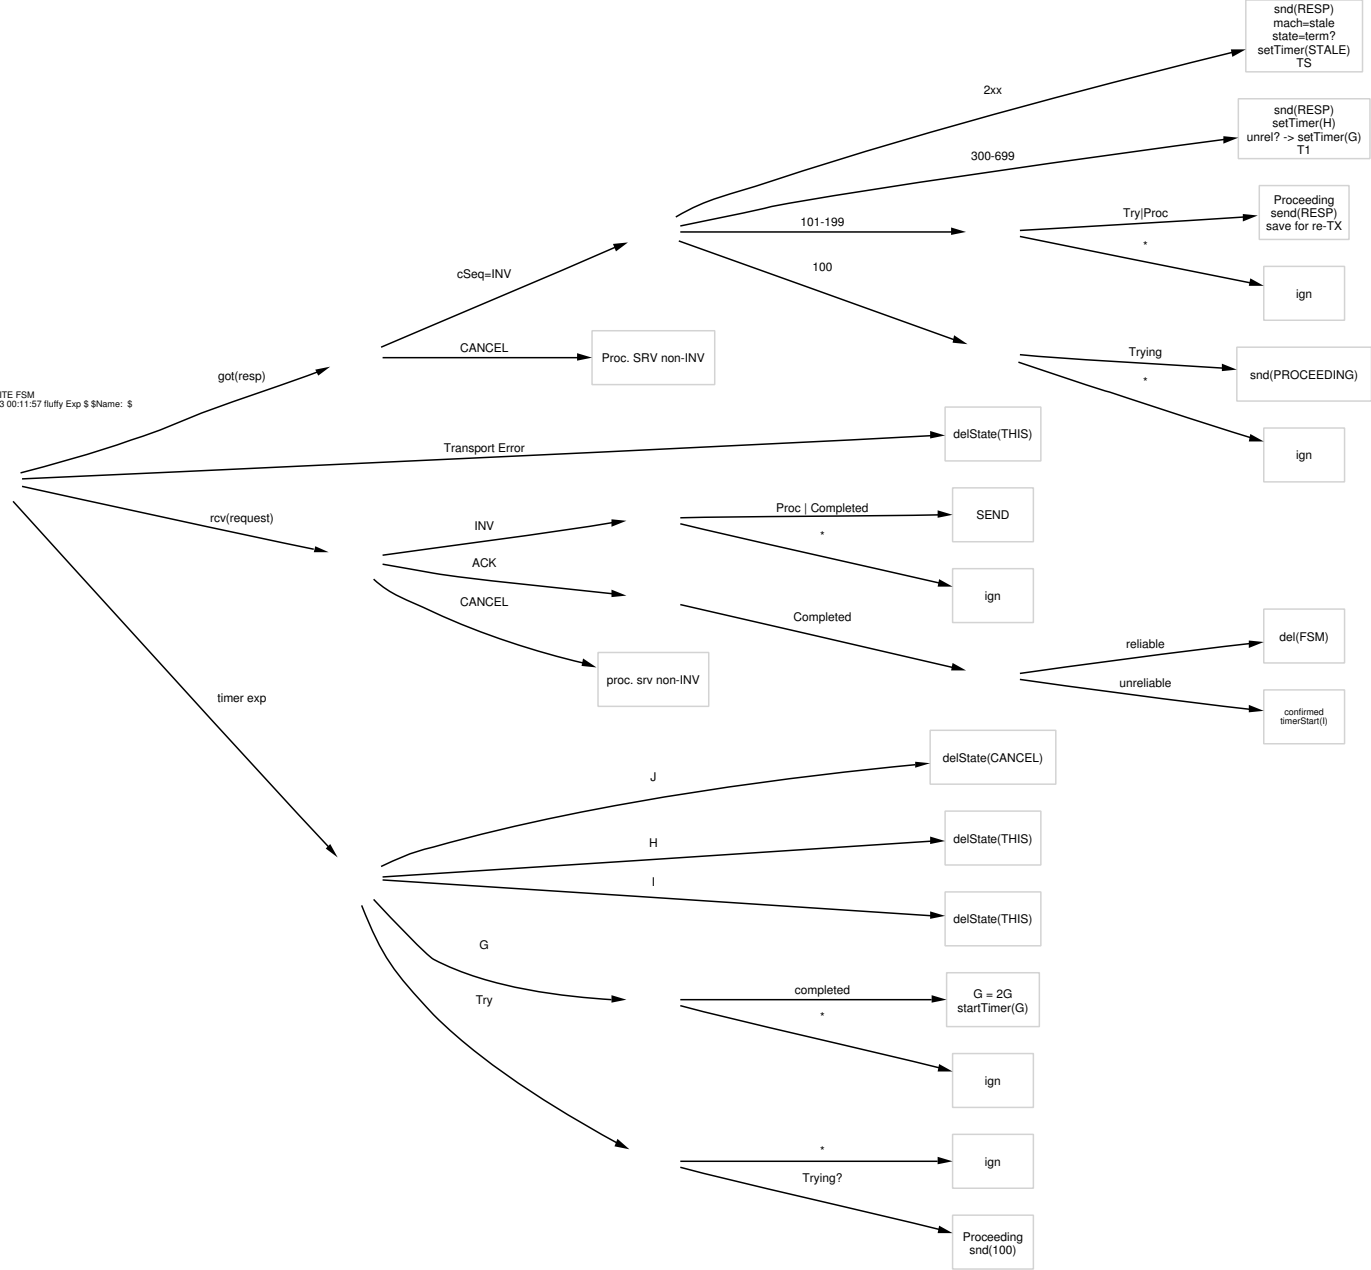 snd(RESP)
mach=stale
state=term?
setTimer(STALE)
TS
2xx
snd(RESP)
setTimer(H)
unrel? -> setTimer(G)
T1
300-699
Proceeding
send(RESP)
save for re-TX
Try|Proc
101-199
*
cSeq=INV
100
ign
CANCEL
Proc. SRV non-INV
Trying
snd(PROCEEDING)
*
got(resp)
ITE FSM
3 00:11:57 fluffy Exp $ $Name: $
Transport Error
delState(THIS)
ign
rcv(request)
INV
Proc | Completed
SEND
*
ACK
ign
CANCEL
Completed
reliable
del(FSM)
proc. srv non-INV
unreliable
confirmed
timerStart(I)
timer exp
J
delState(CANCEL)
H
delState(THIS)
I
delState(THIS)
G
Try
completed
G = 2G
startTimer(G)
*
ign
*
ign
Trying?
Proceeding
snd(100)